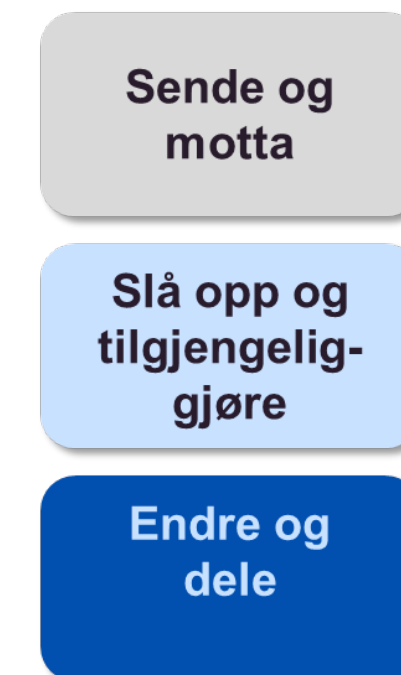 Sende og
motta
Slå opp og
tilgjengelig-
gjøre
Endre og
dele